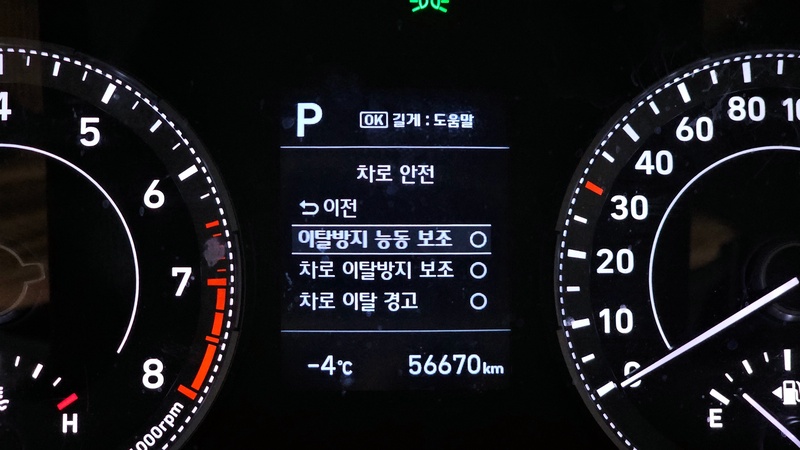 P
OK 길게 : 도움말
차로 안전
이전
이탈방지 능동 보조
차로 이탈방지 보조
차로 이탈 경고
-4℃ 56670km
4
5
6
7
8
H
0
10
20
30
40
60
80
E